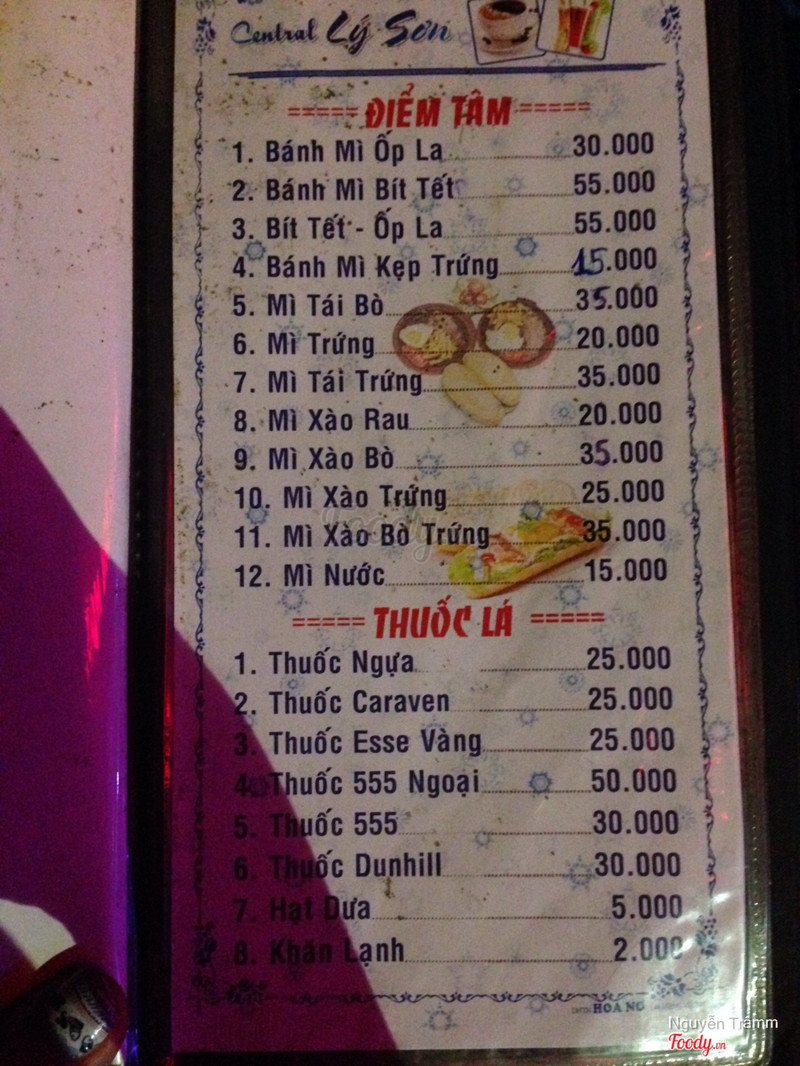 Central Lý Sơn
===== ĐIỂM TÂM =====
1. Bánh Mì Ốp La 30.000
2. Bánh Mì Bít Tết 55.000
3. Bít Tết - Ốp La 55.000
4. Bánh Mì Kẹp Trứng 15.000
5. Mì Tái Bò 35.000
6. Mì Trứng 20.000
7. Mì Tái Trứng 35.000
8. Mì Xào Rau 20.000
9. Mì Xào Bò 35.000
10. Mì Xào Trứng 25.000
11. Mì Xào Bò Trứng 35.000
12. Mì Nước 15.000
===== THUỐC LÁ =====
1. Thuốc Ngựa 25.000
2. Thuốc Caraven 25.000
3. Thuốc Esse Vàng 25.000
4. Thuốc 555 Ngoại 50.000
5. Thuốc 555 30.000
6. Thuốc Dunhill 30.000
7. Hạt Dưa 5.000
8. Khăn Lạnh 2.000
HOA NG
Nguyễn Trâmm
Foody.vn